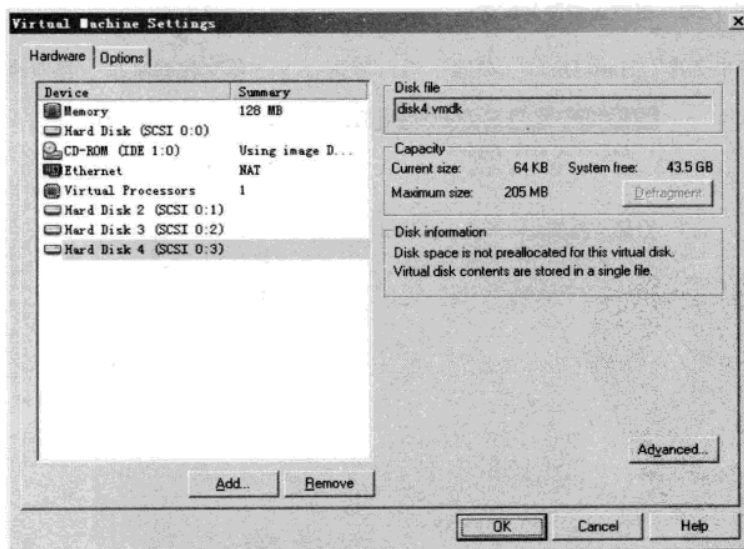 Virtual Machine Settings
Hardware
Options
Device Summary
Memory 128 MB
Hard Disk (SCSI 0:0)
CD-ROM (IDE 1:0) Using image D...
Ethernet NAT
Virtual Processors 1
Hard Disk 2 (SCSI 0:1)
Hard Disk 3 (SCSI 0:2)
Hard Disk 4 (SCSI 0:3)
Add...
Remove
Disk file
disk4.vmdk
Capacity
Current size: 64 KB System free: 43.5 GB
Maximum size: 205 MB Defragment
Disk information
Disk space is not preallocated for this virtual disk.
Virtual disk contents are stored in a single file.
Advanced...
OK
Cancel
Help